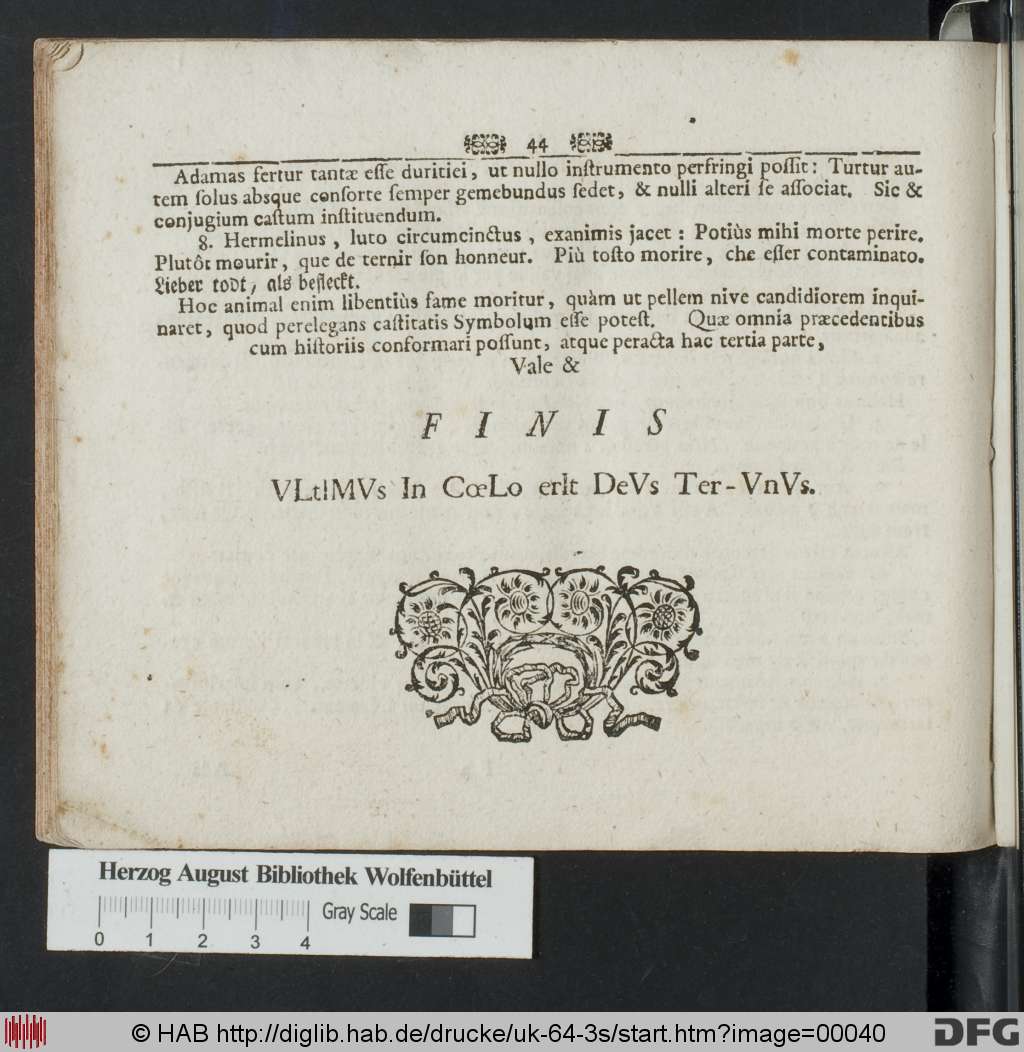 44
Adamas fertur tantæ eſſe duritiei, ut nullo inſtrumento perfringi poſſit: Turtur au-
tem ſolus absque conſorte ſemper gemebundus ſedet, & nulli alteri ſe aſſociat. Sic &
conjugium caſtum inſtituendum.
8. Hermelinus, luto circumcinctus, exanimis jacet: Potiùs mihi morte perire.
Plutôt mourir, que de ternir ſon honneur. Più toſto morire, che eſſer contaminato.
Lieber todt, als befleckt.
Hoc animal enim libentiùs fame moritur, quàm ut pellem nive candidiorem inqui-
naret, quod perelegans caſtitatis Symbolum eſſe poteſt. Quæ omnia præcedentibus
cum hiſtoriis conformari poſſunt, atque peracta hac tertia parte,
Vale &
FINIS
VLtIMVs In CœLo erIt DeVs Ter-VnVs.
Herzog August Bibliothek Wolfenbüttel
Gray Scale
0 1 2 3 4
© HAB http://diglib.hab.de/drucke/uk-64-3s/start.htm?image=00040
DFG